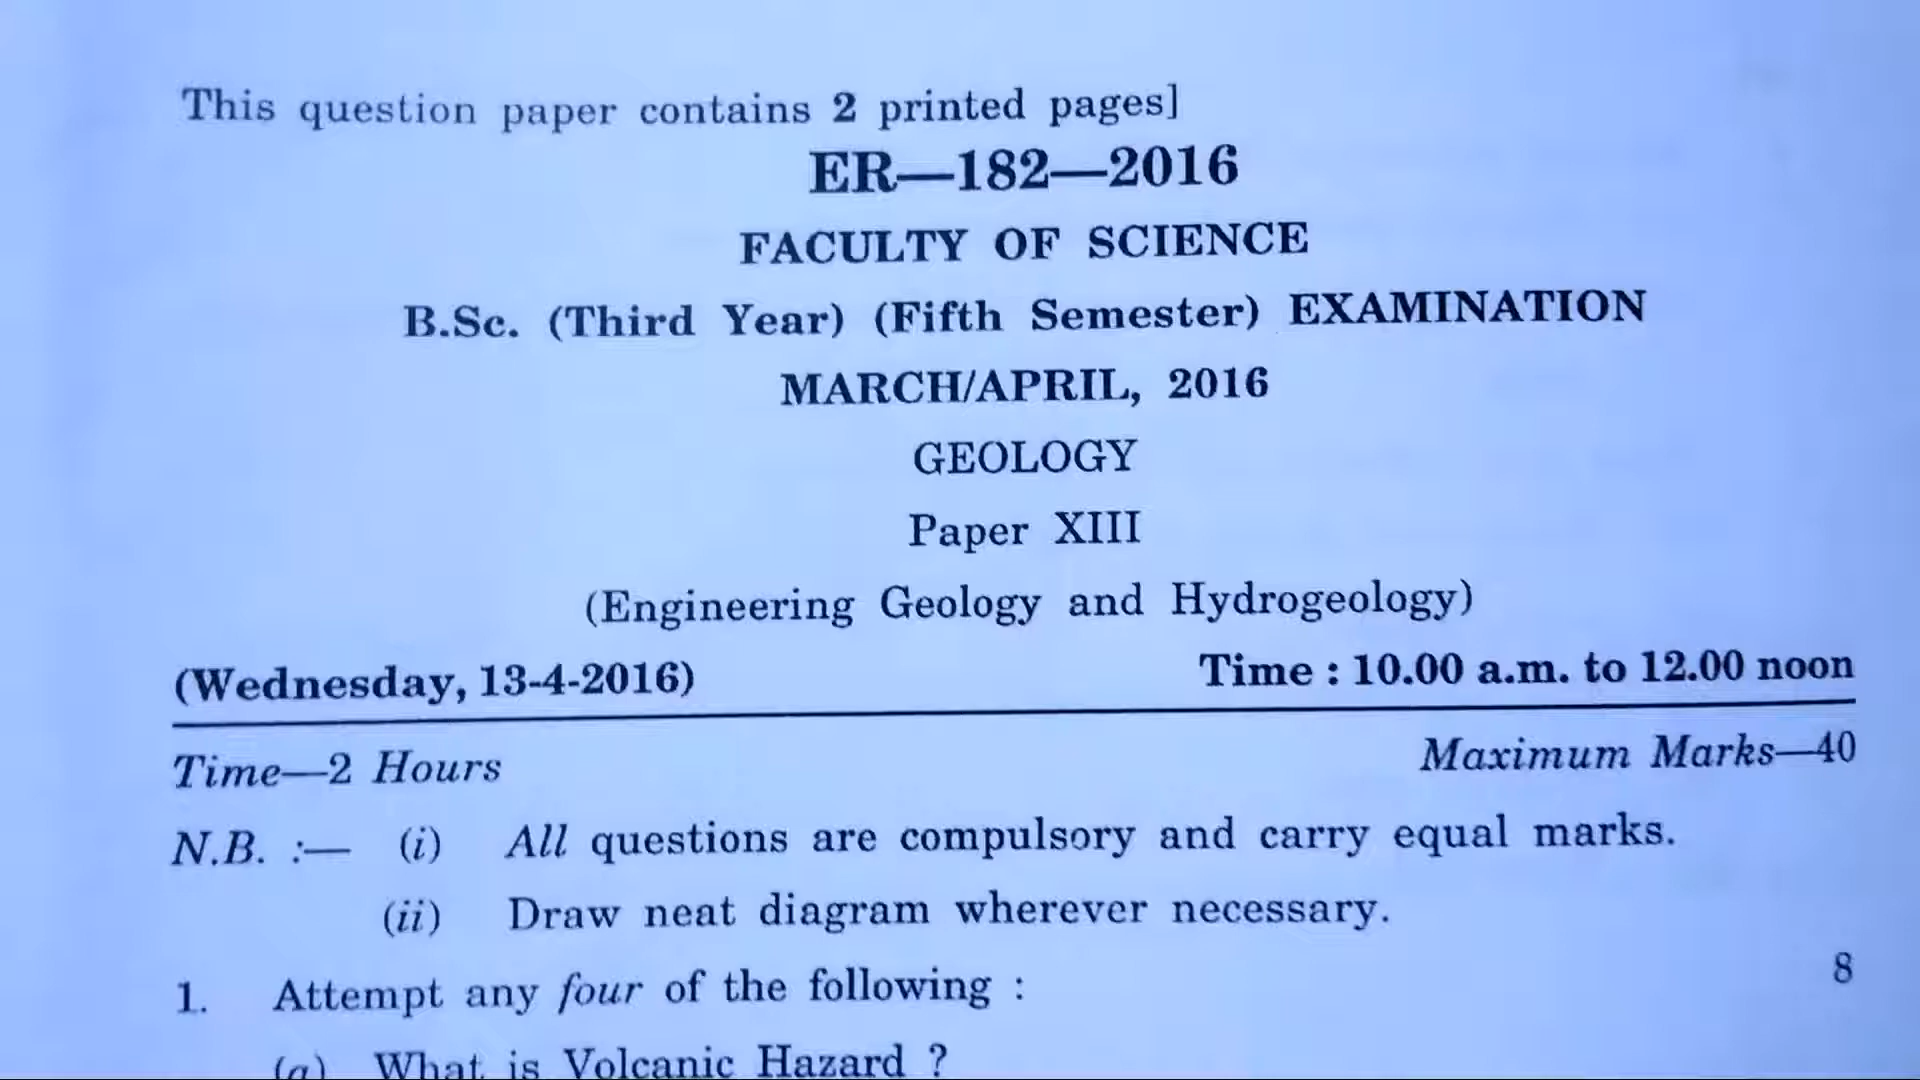 This question paper contains 2 printed pages]
ER—182—2016
FACULTY OF SCIENCE
B.Sc. (Third Year) (Fifth Semester) EXAMINATION
MARCH/APRIL, 2016
GEOLOGY
Paper XIII
(Engineering Geology and Hydrogeology)
(Wednesday, 13-4-2016) Time : 10.00 a.m. to 12.00 noon
Time—2 Hours Maximum Marks—40
N.B. :— (i) All questions are compulsory and carry equal marks.
(ii) Draw neat diagram wherever necessary.
1. Attempt any four of the following : 8
(a) What is Volcanic Hazard ?